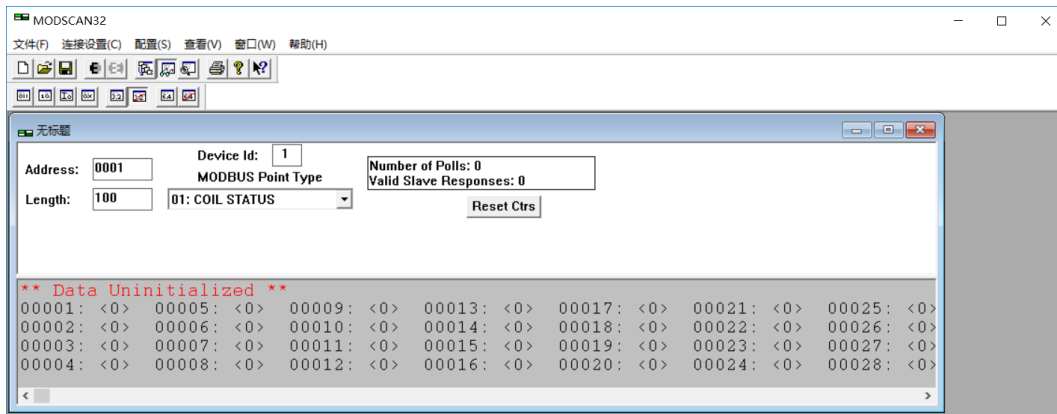 MODSCAN32
文件(F) 连接设置(C) 配置(S) 查看(V) 窗口(W) 帮助(H)
无标题
Address: 0001
Device Id: 1
MODBUS Point Type
Length: 100
01: COIL STATUS
Number of Polls: 0
Valid Slave Responses: 0
Reset Ctrs
** Data Uninitialized **
00001: <0> 00005: <0> 00009: <0> 00013: <0> 00017: <0> 00021: <0> 00025: <0>
00002: <0> 00006: <0> 00010: <0> 00014: <0> 00018: <0> 00022: <0> 00026: <0>
00003: <0> 00007: <0> 00011: <0> 00015: <0> 00019: <0> 00023: <0> 00027: <0>
00004: <0> 00008: <0> 00012: <0> 00016: <0> 00020: <0> 00024: <0> 00028: <0>